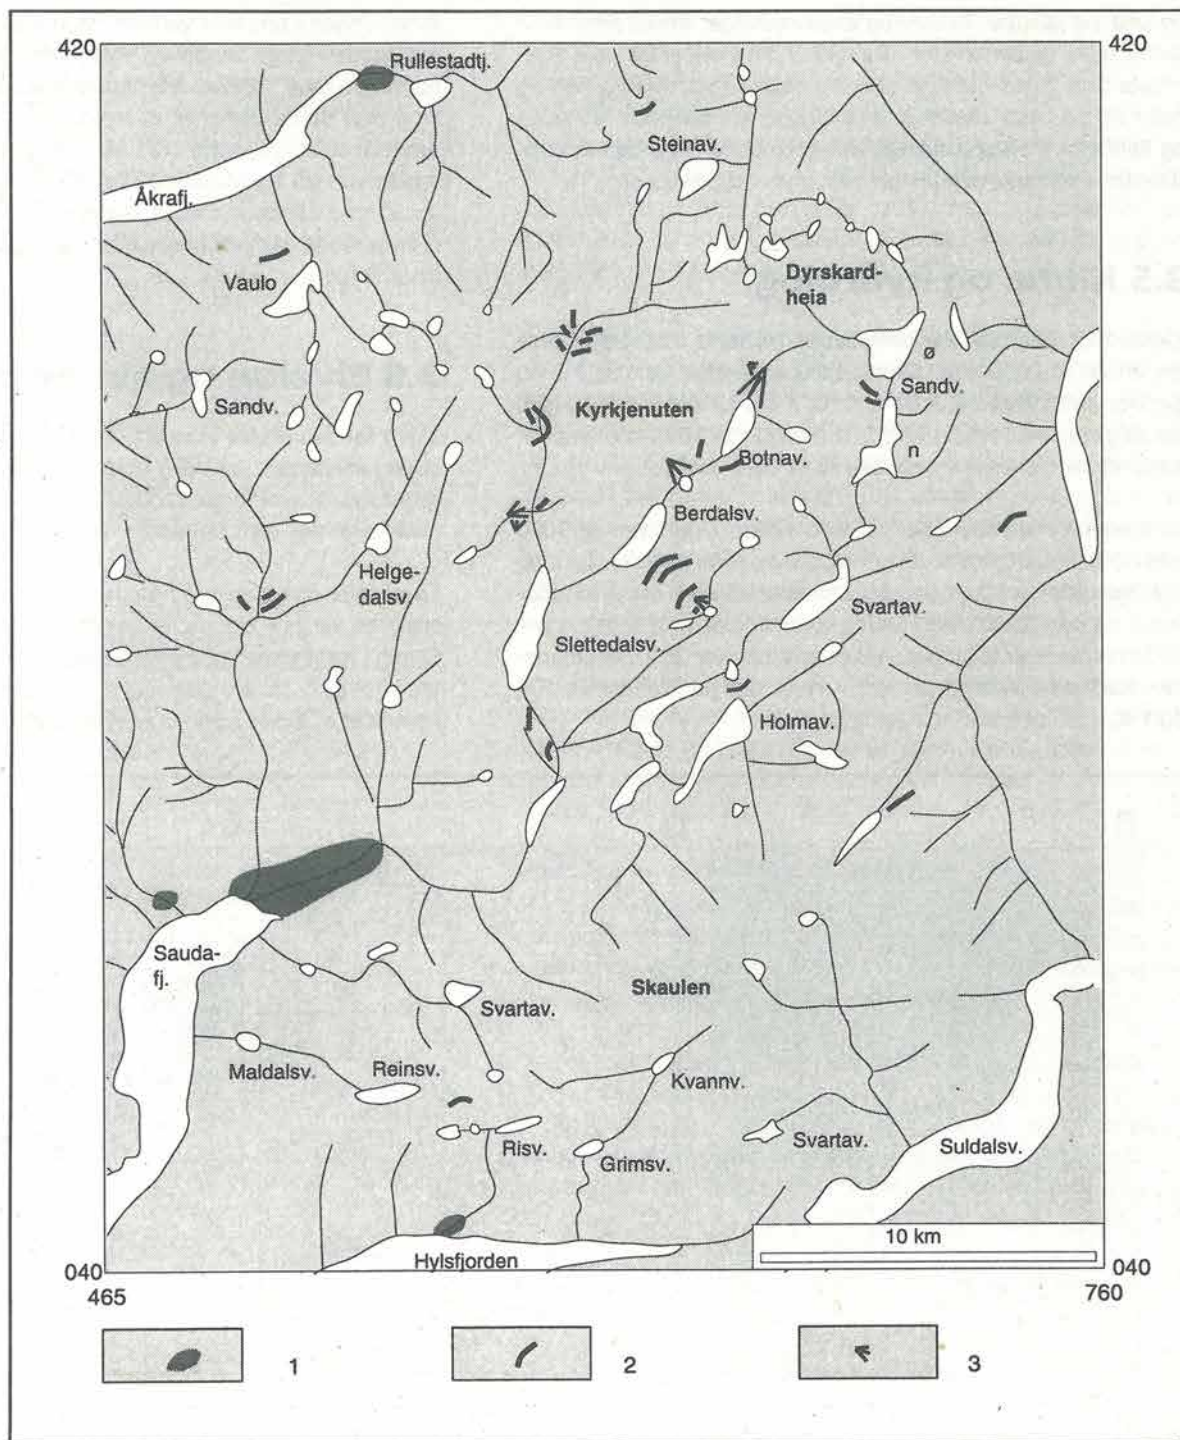 420
420
Rullestadtj.
Steinav.
Åkrafj.
Vaulo
Dyrskard-
heia
ø
Sandv.
Sandv.
Kyrkjenuten
n
Botnav.
Berdalsv.
Helge-
dalsv.
Svartav.
Slettedalsv.
Holmav.
Sauda-
fj.
Skaulen
Svartav.
Maldalsv.
Reinsv.
Kvannv.
Risv.
Grimsv.
Svartav.
Suldalsv.
10 km
Hylsfjorden
040
040
465
760
1
2
3